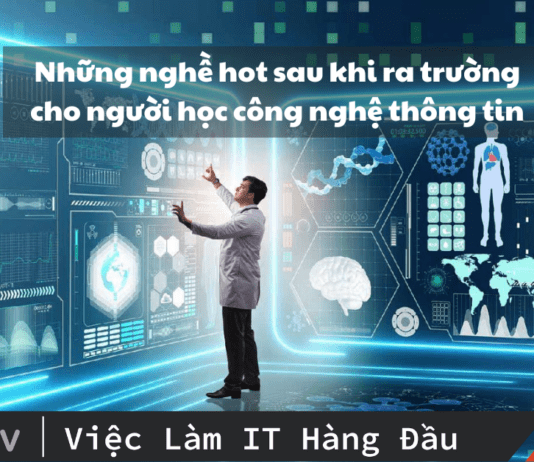 Những nghề hot sau khi ra trường
cho người học công nghệ thông tin
V | Việc Làm IT Hàng Đầu